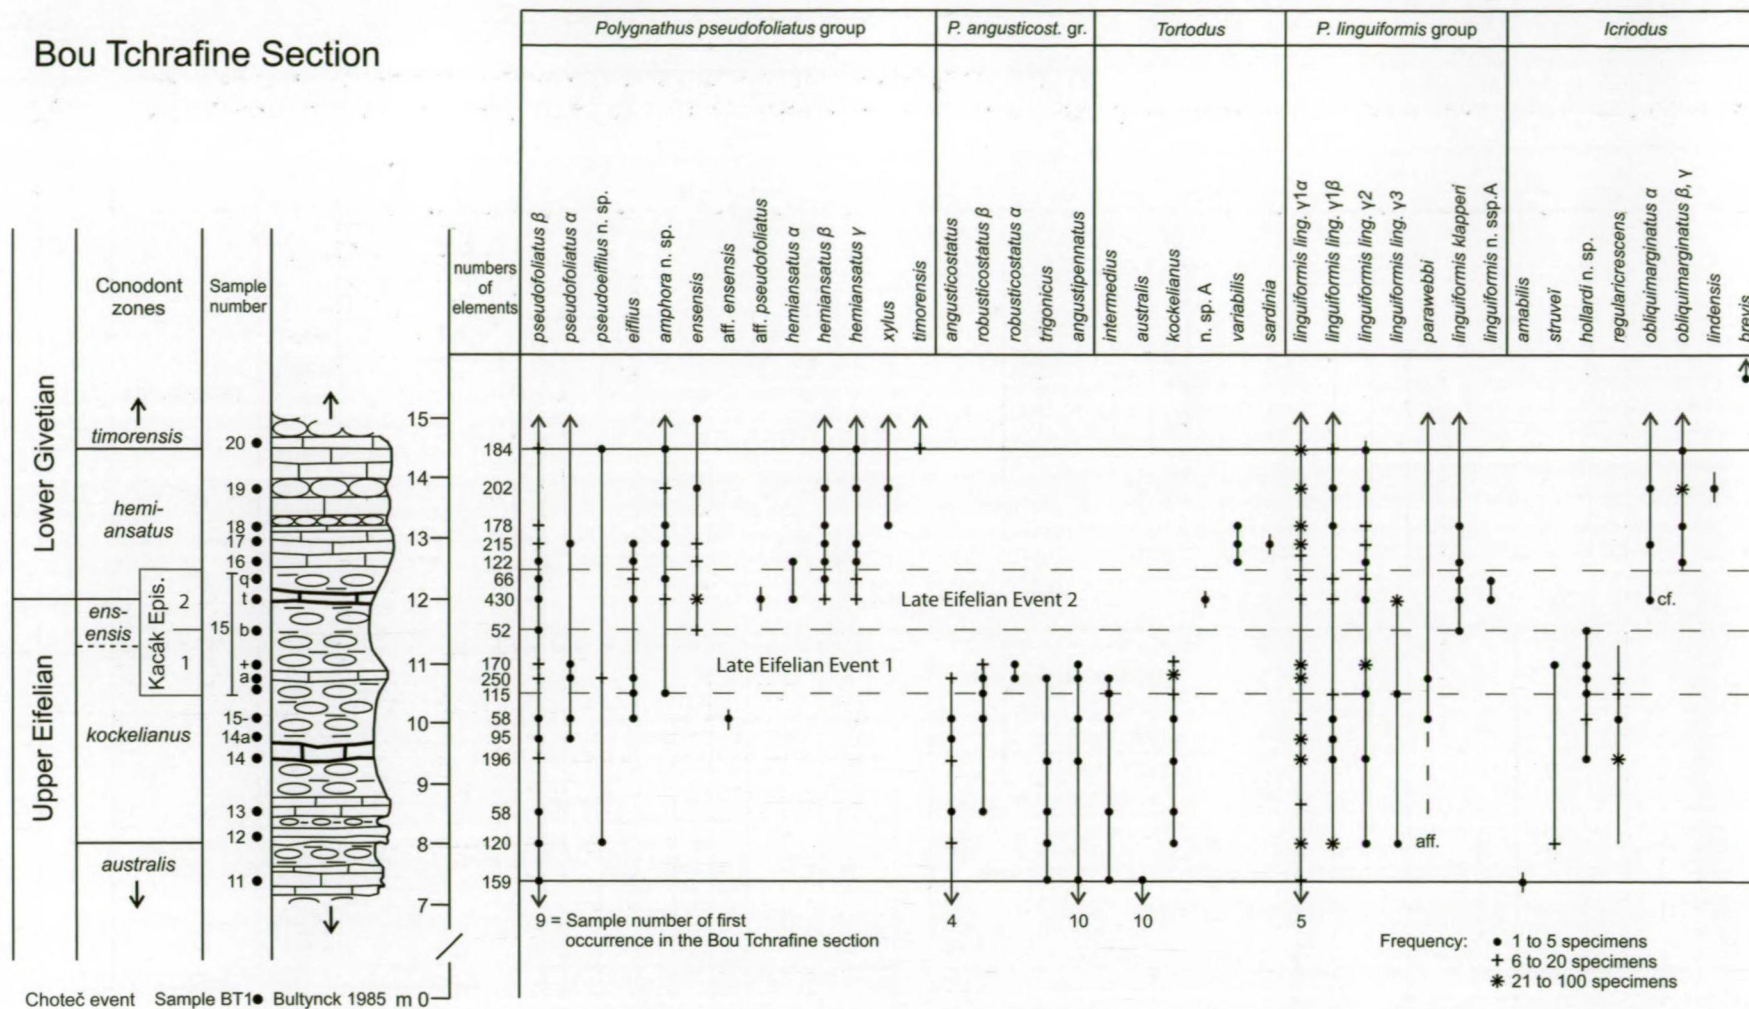 Bou Tchrafine Section
Polygnathus pseudofoliatus group
P. angusticost. gr.
Tortodus
P. linguiformis group
Icriodus
Conodont
zones
Sample
number
numbers
of
elements
pseudofoliatus β
pseudofoliatus α
pseudoeiflius n. sp.
eiflius
amphora n. sp.
ensensis
aff. ensensis
aff. pseudofoliatus
hemiansatus α
hemiansatus β
hemiansatus γ
xylus
timorensis
angusticostatus
robusticostatus β
robusticostatus α
trigonicus
angustipennatus
intermedius
australis
kockelianus
n. sp. A
variabilis
sardinia
linguiformis ling. γ1α
linguiformis ling. γ1β
linguiformis ling. γ2
linguiformis ling. γ3
parawebbi
linguiformis klapperi
linguiformis n. ssp.A
amabilis
struveï
hollardi n. sp.
regularicrescens
obliquimarginatus α
obliquimarginatus β, γ
lindensis
brevis
Lower Givetian
Upper Eifelian
timorensis
hemi-
ansatus
ens-
ensis
Kacák Epis.
2
1
kockelianus
australis
20
19
18
17
16
q
t
15
b
+
a
15-
14a
14
13
12
11
15
14
13
12
11
10
9
8
7
184
202
178
215
122
66
430
52
170
250
115
58
95
196
58
120
159
Late Eifelian Event 2
Late Eifelian Event 1
cf.
aff.
9 = Sample number of first
occurrence in the Bou Tchrafine section
4
10
10
5
Frequency:
• 1 to 5 specimens
+ 6 to 20 specimens
* 21 to 100 specimens
Choteč event Sample BT1• Bultynck 1985 m 0